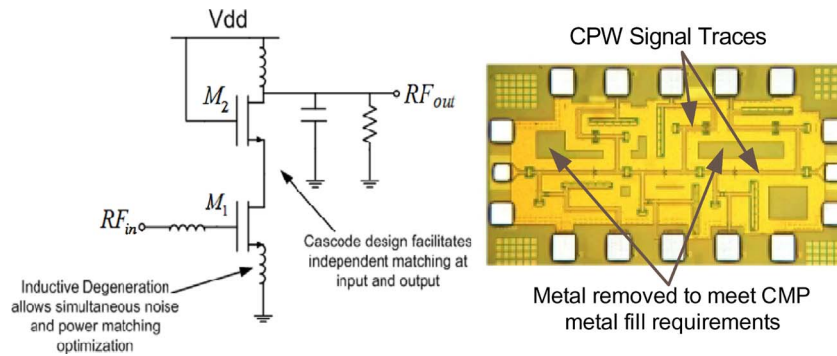 Vdd
M2
RFout
M1
RFin
Cascode design facilitates
independent matching at
input and output
Inductive Degeneration
allows simultaneous noise
and power matching
optimization
CPW Signal Traces
Metal removed to meet CMP
metal fill requirements